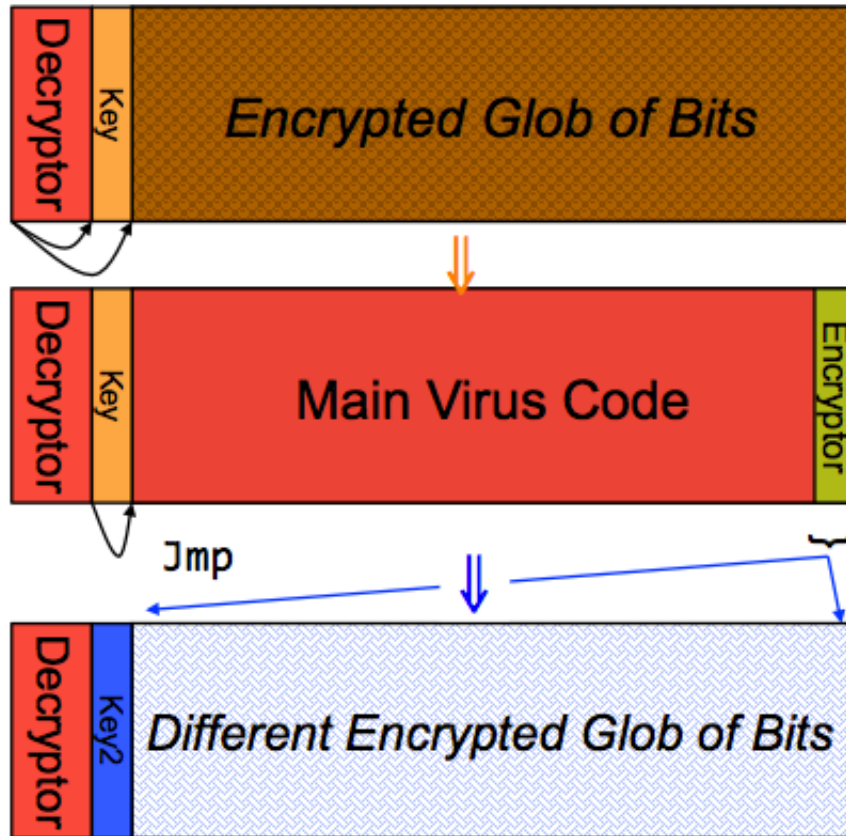 Decryptor
Key
Encrypted Glob of Bits
Decryptor
Key
Main Virus Code
Encryptor
Jmp
Decryptor
Key2
Different Encrypted Glob of Bits